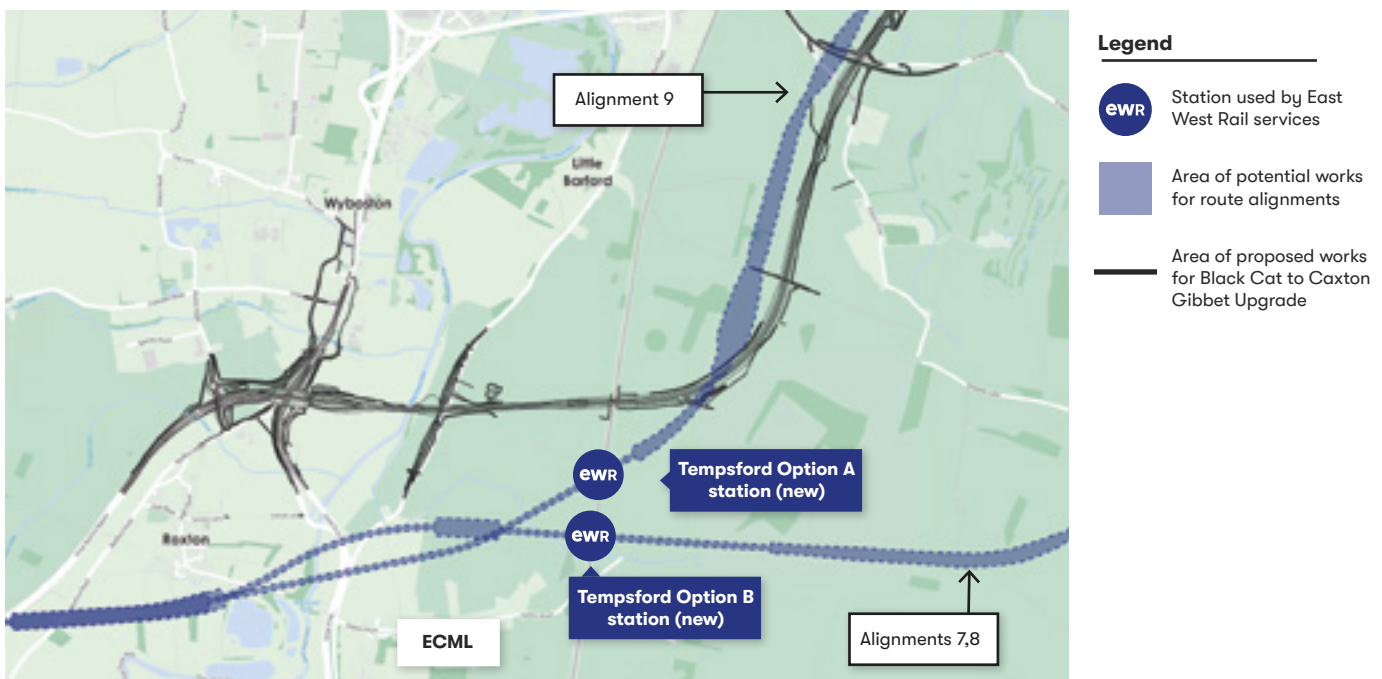 Alignment 9
Little
Barford
Wyboston
ewR
Tempsford Option A
station (new)
Roxton
ewR
Tempsford Option B
station (new)
ECML
Alignments 7,8
Legend
ewR
Station used by East
West Rail services
Area of potential works
for route alignments
Area of proposed works
for Black Cat to Caxton
Gibbet Upgrade